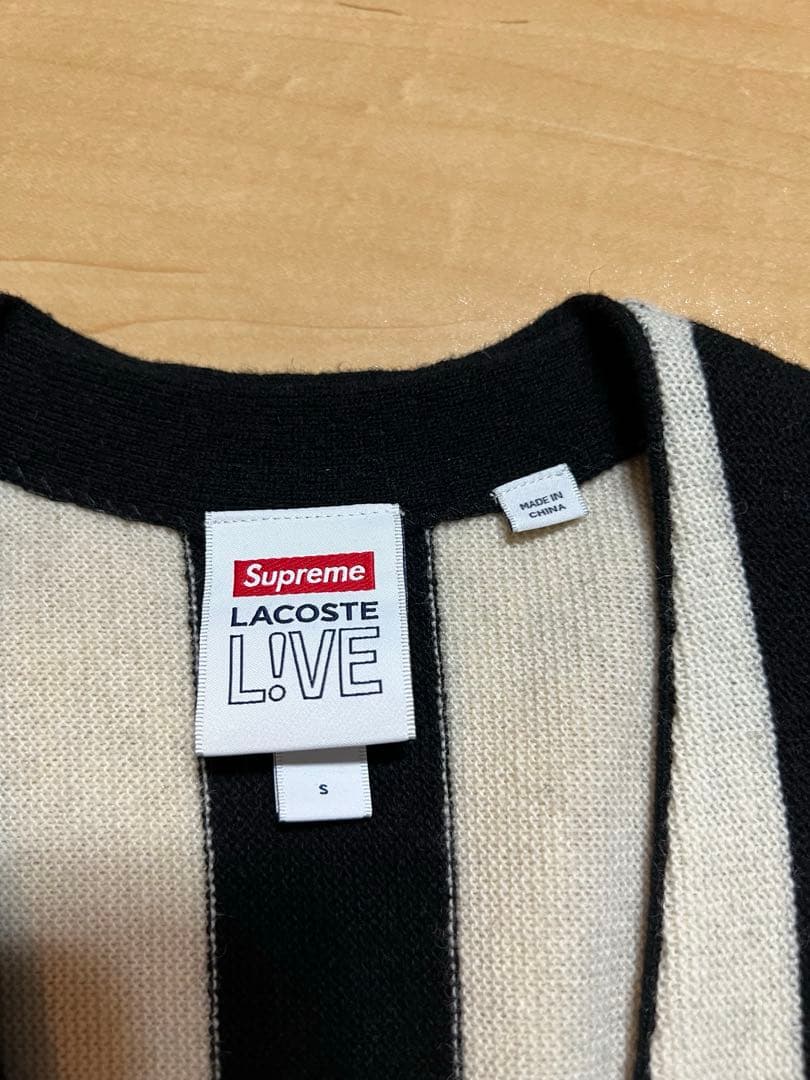 Supreme
LACOSTE
L!VE
S
MADE IN
CHINA